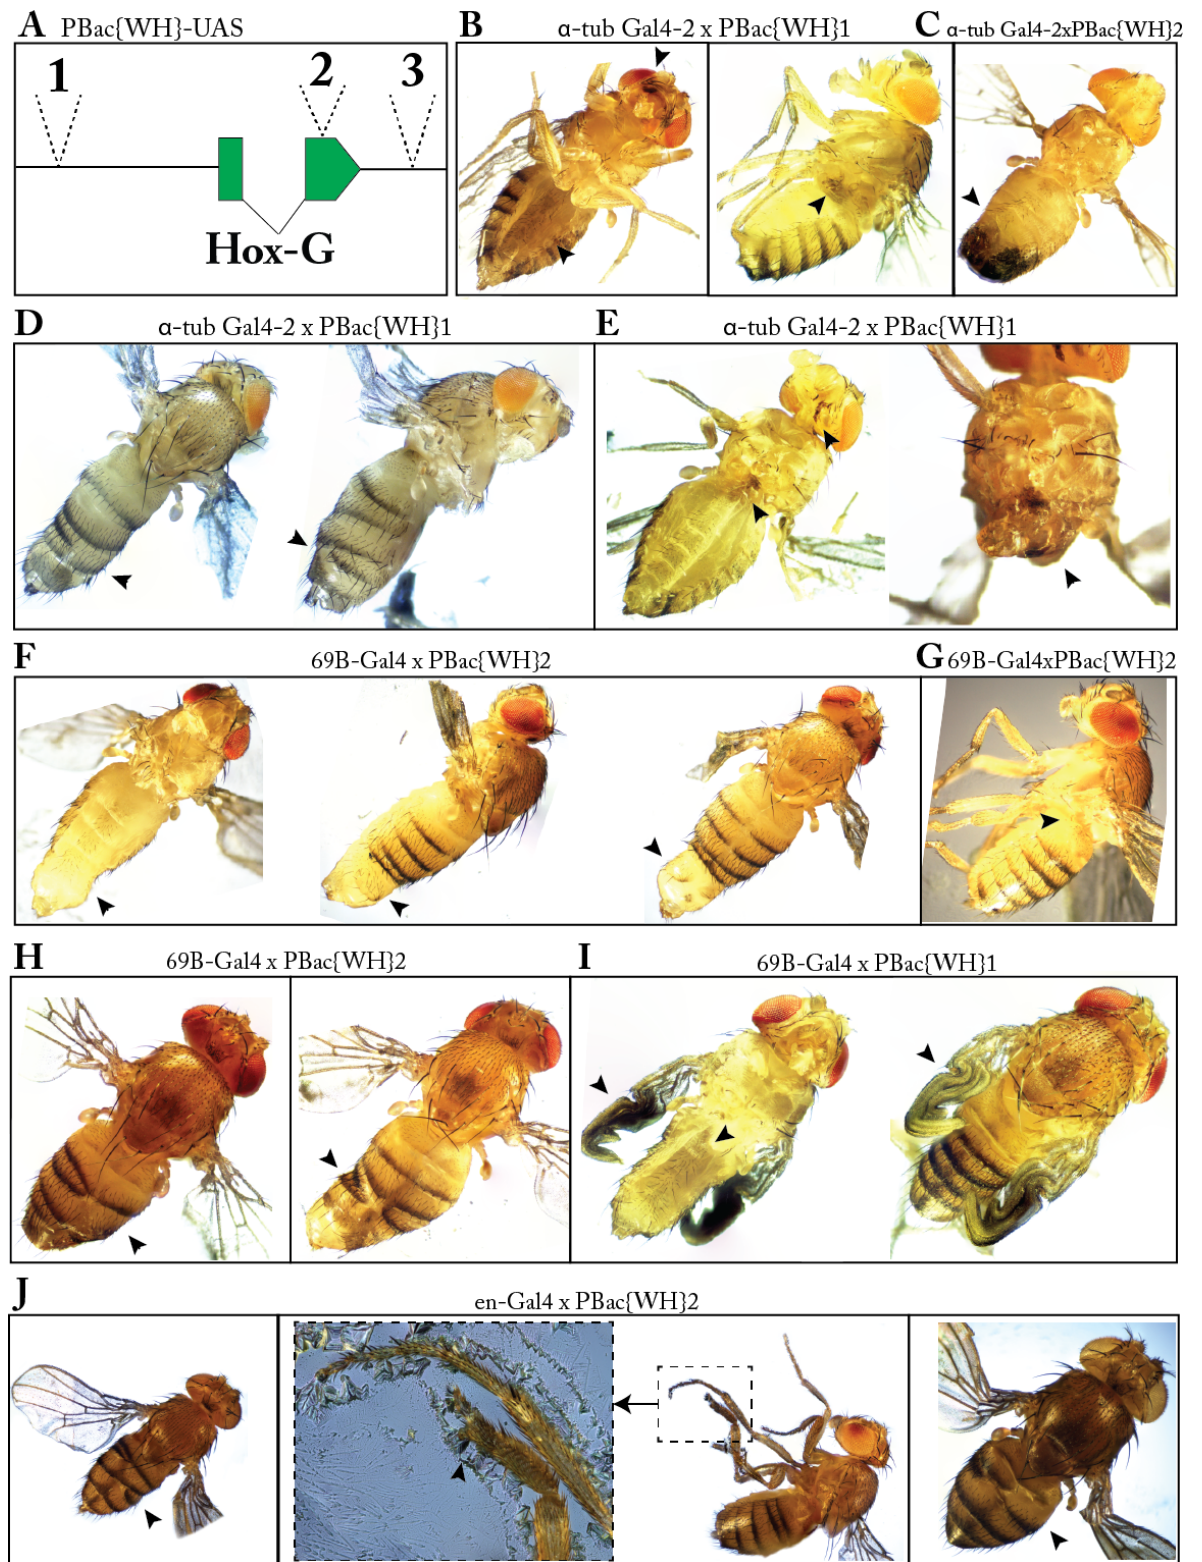 A PBac{WH}-UAS
1
2
3
Hox-G
B α-tub Gal4-2 x PBac{WH}1
C α-tub Gal4-2xPBac{WH}2
D α-tub Gal4-2 x PBac{WH}1
E α-tub Gal4-2 x PBac{WH}1
F 69B-Gal4 x PBac{WH}2
G 69B-Gal4xPBac{WH}2
H 69B-Gal4 x PBac{WH}2
I 69B-Gal4 x PBac{WH}1
J en-Gal4 x PBac{WH}2